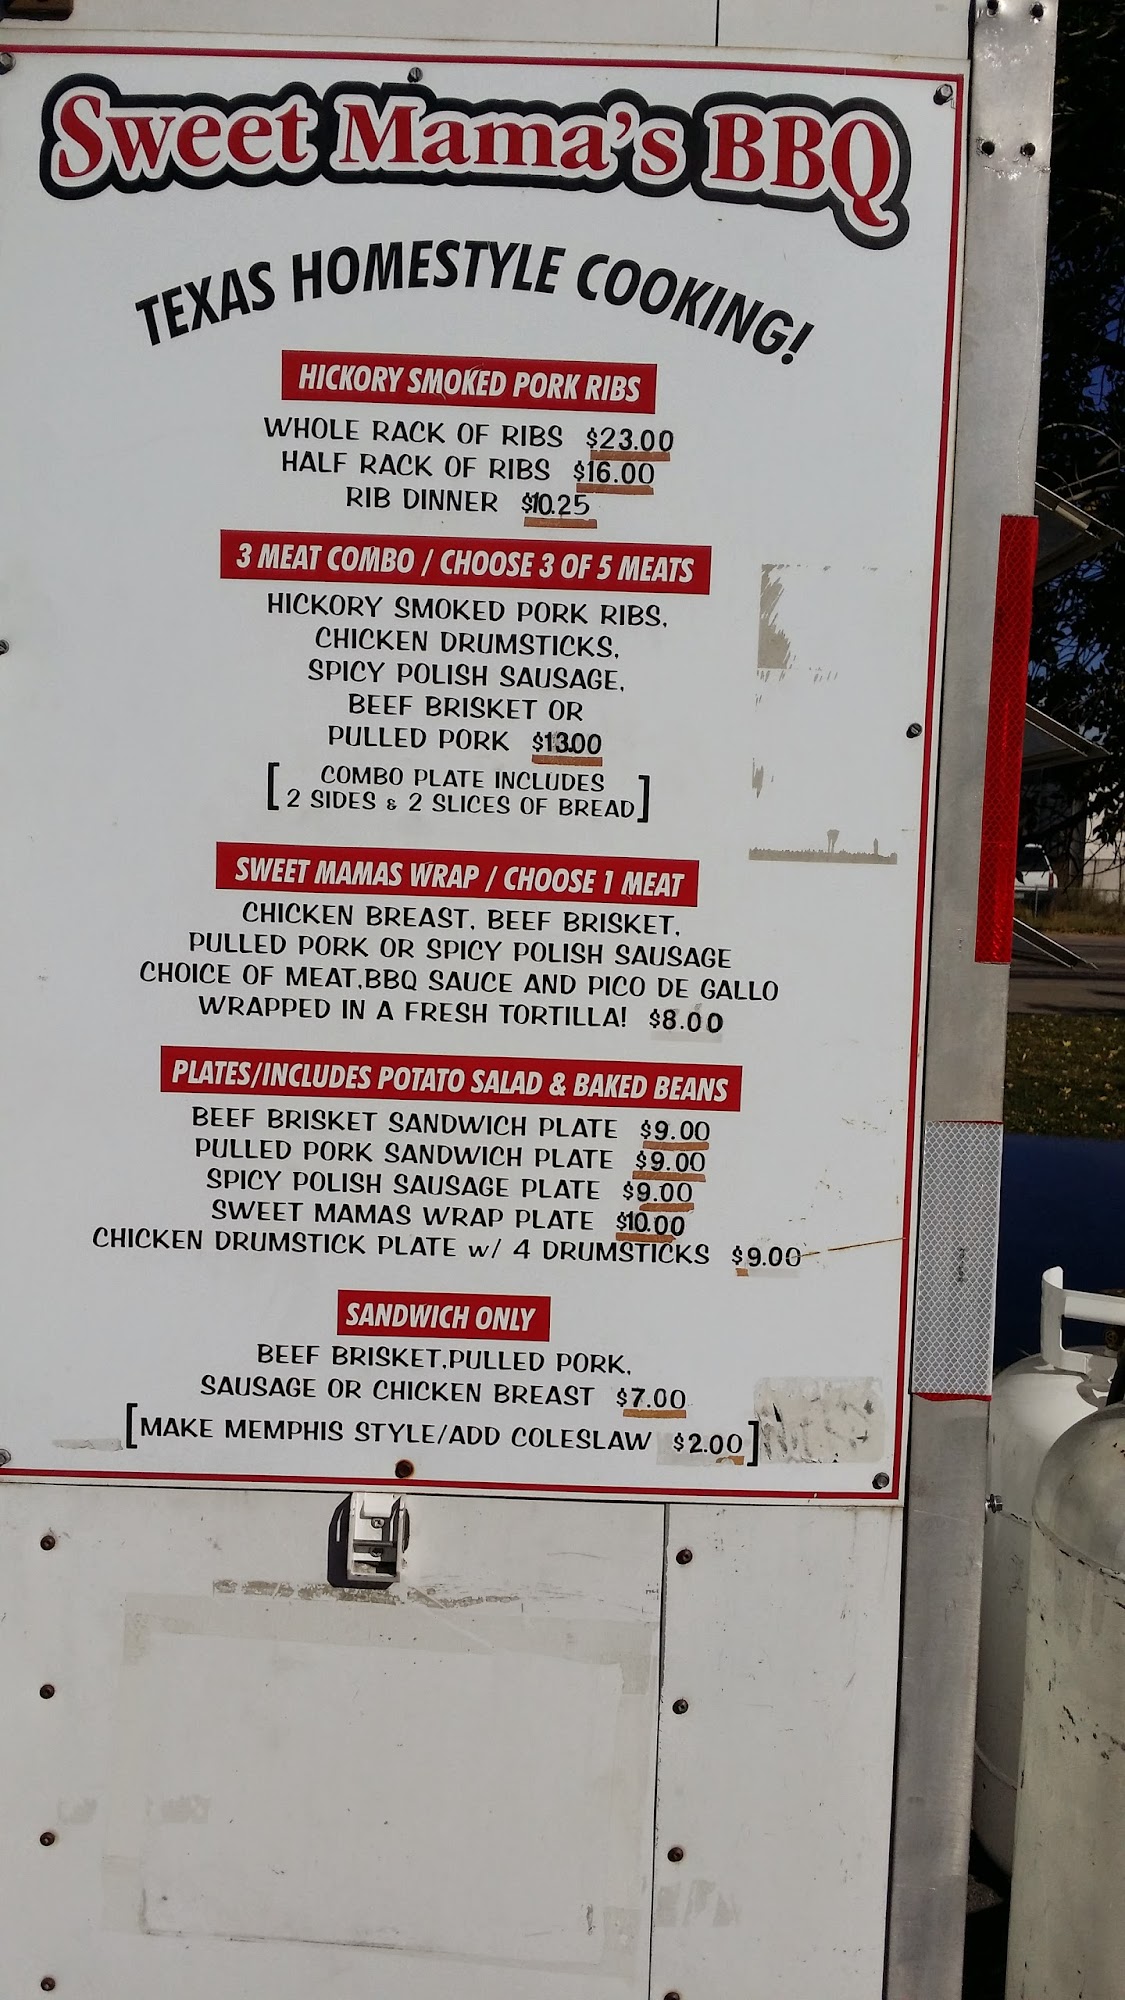 Sweet Mama's BBQ
TEXAS HOMESTYLE COOKING!
HICKORY SMOKED PORK RIBS
WHOLE RACK OF RIBS $23.00
HALF RACK OF RIBS $16.00
RIB DINNER $10.25
3 MEAT COMBO / CHOOSE 3 OF 5 MEATS
HICKORY SMOKED PORK RIBS,
CHICKEN DRUMSTICKS,
SPICY POLISH SAUSAGE,
BEEF BRISKET OR
PULLED PORK $13.00
[ COMBO PLATE INCLUDES
2 SIDES & 2 SLICES OF BREAD ]
SWEET MAMAS WRAP / CHOOSE 1 MEAT
CHICKEN BREAST, BEEF BRISKET,
PULLED PORK OR SPICY POLISH SAUSAGE
CHOICE OF MEAT,BBQ SAUCE AND PICO DE GALLO
WRAPPED IN A FRESH TORTILLA! $8.00
PLATES/INCLUDES POTATO SALAD & BAKED BEANS
BEEF BRISKET SANDWICH PLATE $9.00
PULLED PORK SANDWICH PLATE $9.00
SPICY POLISH SAUSAGE PLATE $9.00
SWEET MAMAS WRAP PLATE $10.00
CHICKEN DRUMSTICK PLATE w/ 4 DRUMSTICKS $9.00
SANDWICH ONLY
BEEF BRISKET,PULLED PORK,
SAUSAGE OR CHICKEN BREAST $7.00
[MAKE MEMPHIS STYLE/ADD COLESLAW $2.00]